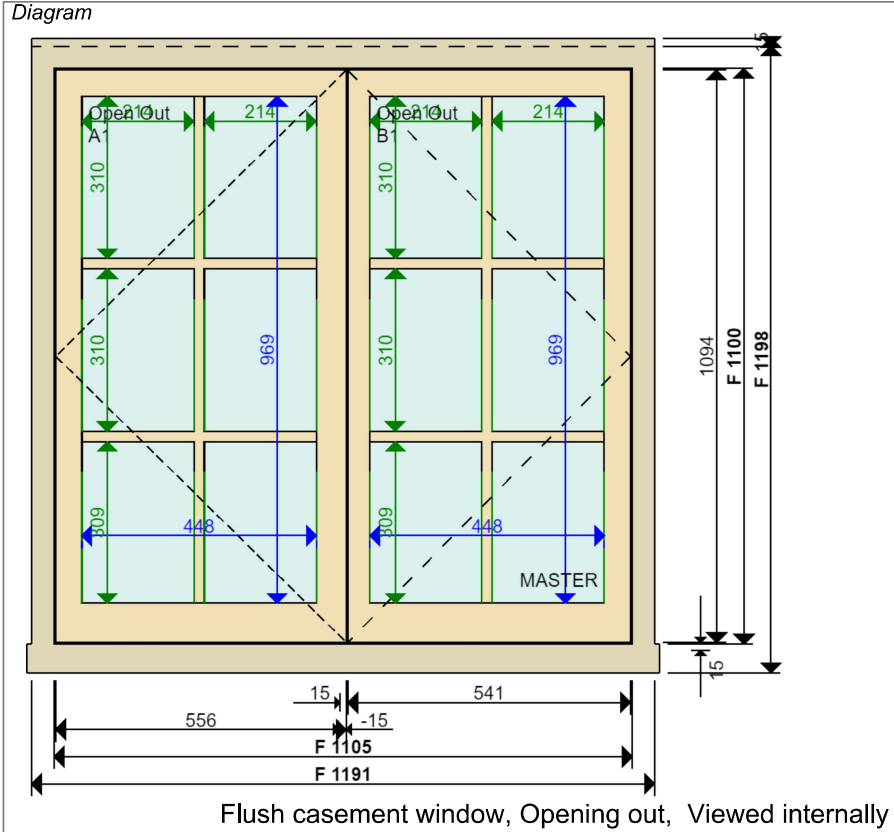 Diagram
15
Open Out
A1
214
214
Open Out
B1
214
214
310
310
310
310
969
969
1094
F 1100
F 1198
309
309
448
448
MASTER
15
15
541
556
-15
F 1105
F 1191
Flush casement window, Opening out, Viewed internally